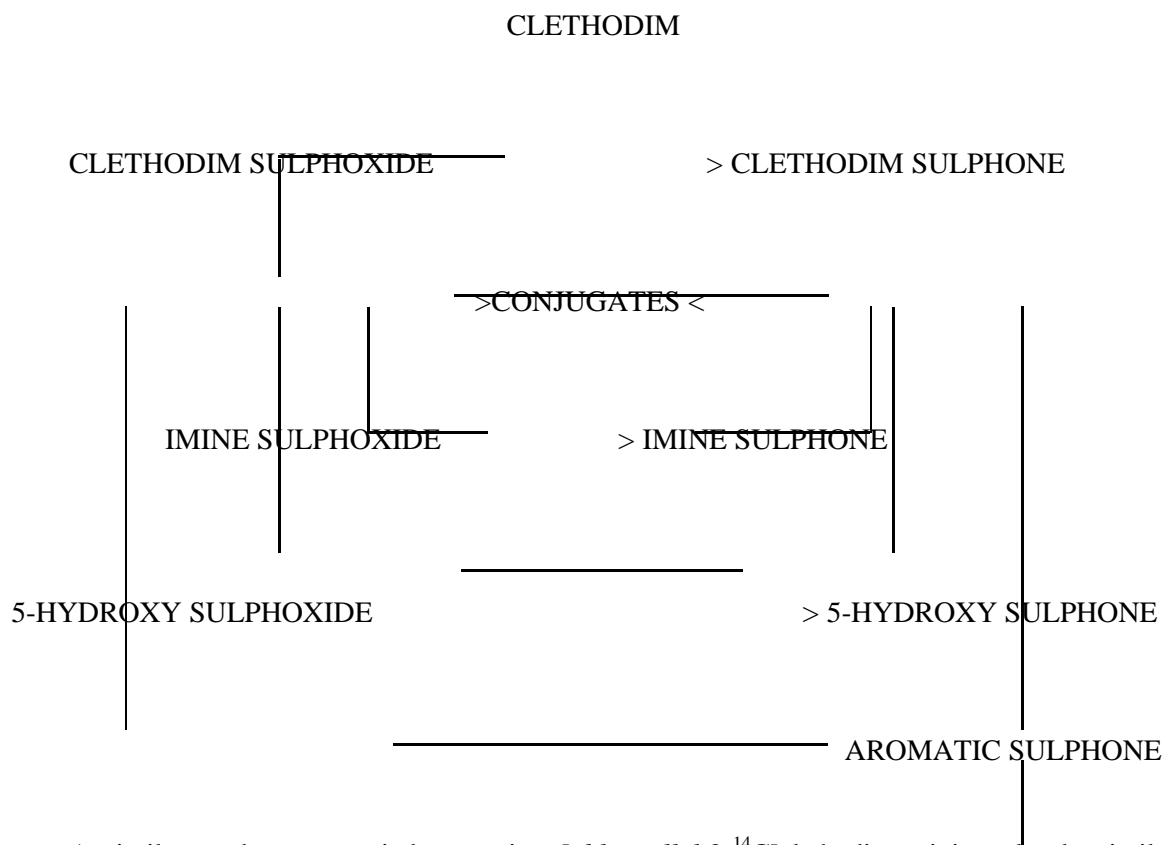 CLETHODIM
CLETHODIM SULPHOXIDE > CLETHODIM SULPHONE
>CONJUGATES <
IMINE SULPHOXIDE > IMINE SULPHONE
5-HYDROXY SULPHOXIDE > 5-HYDROXY SULPHONE
AROMATIC SULPHONE